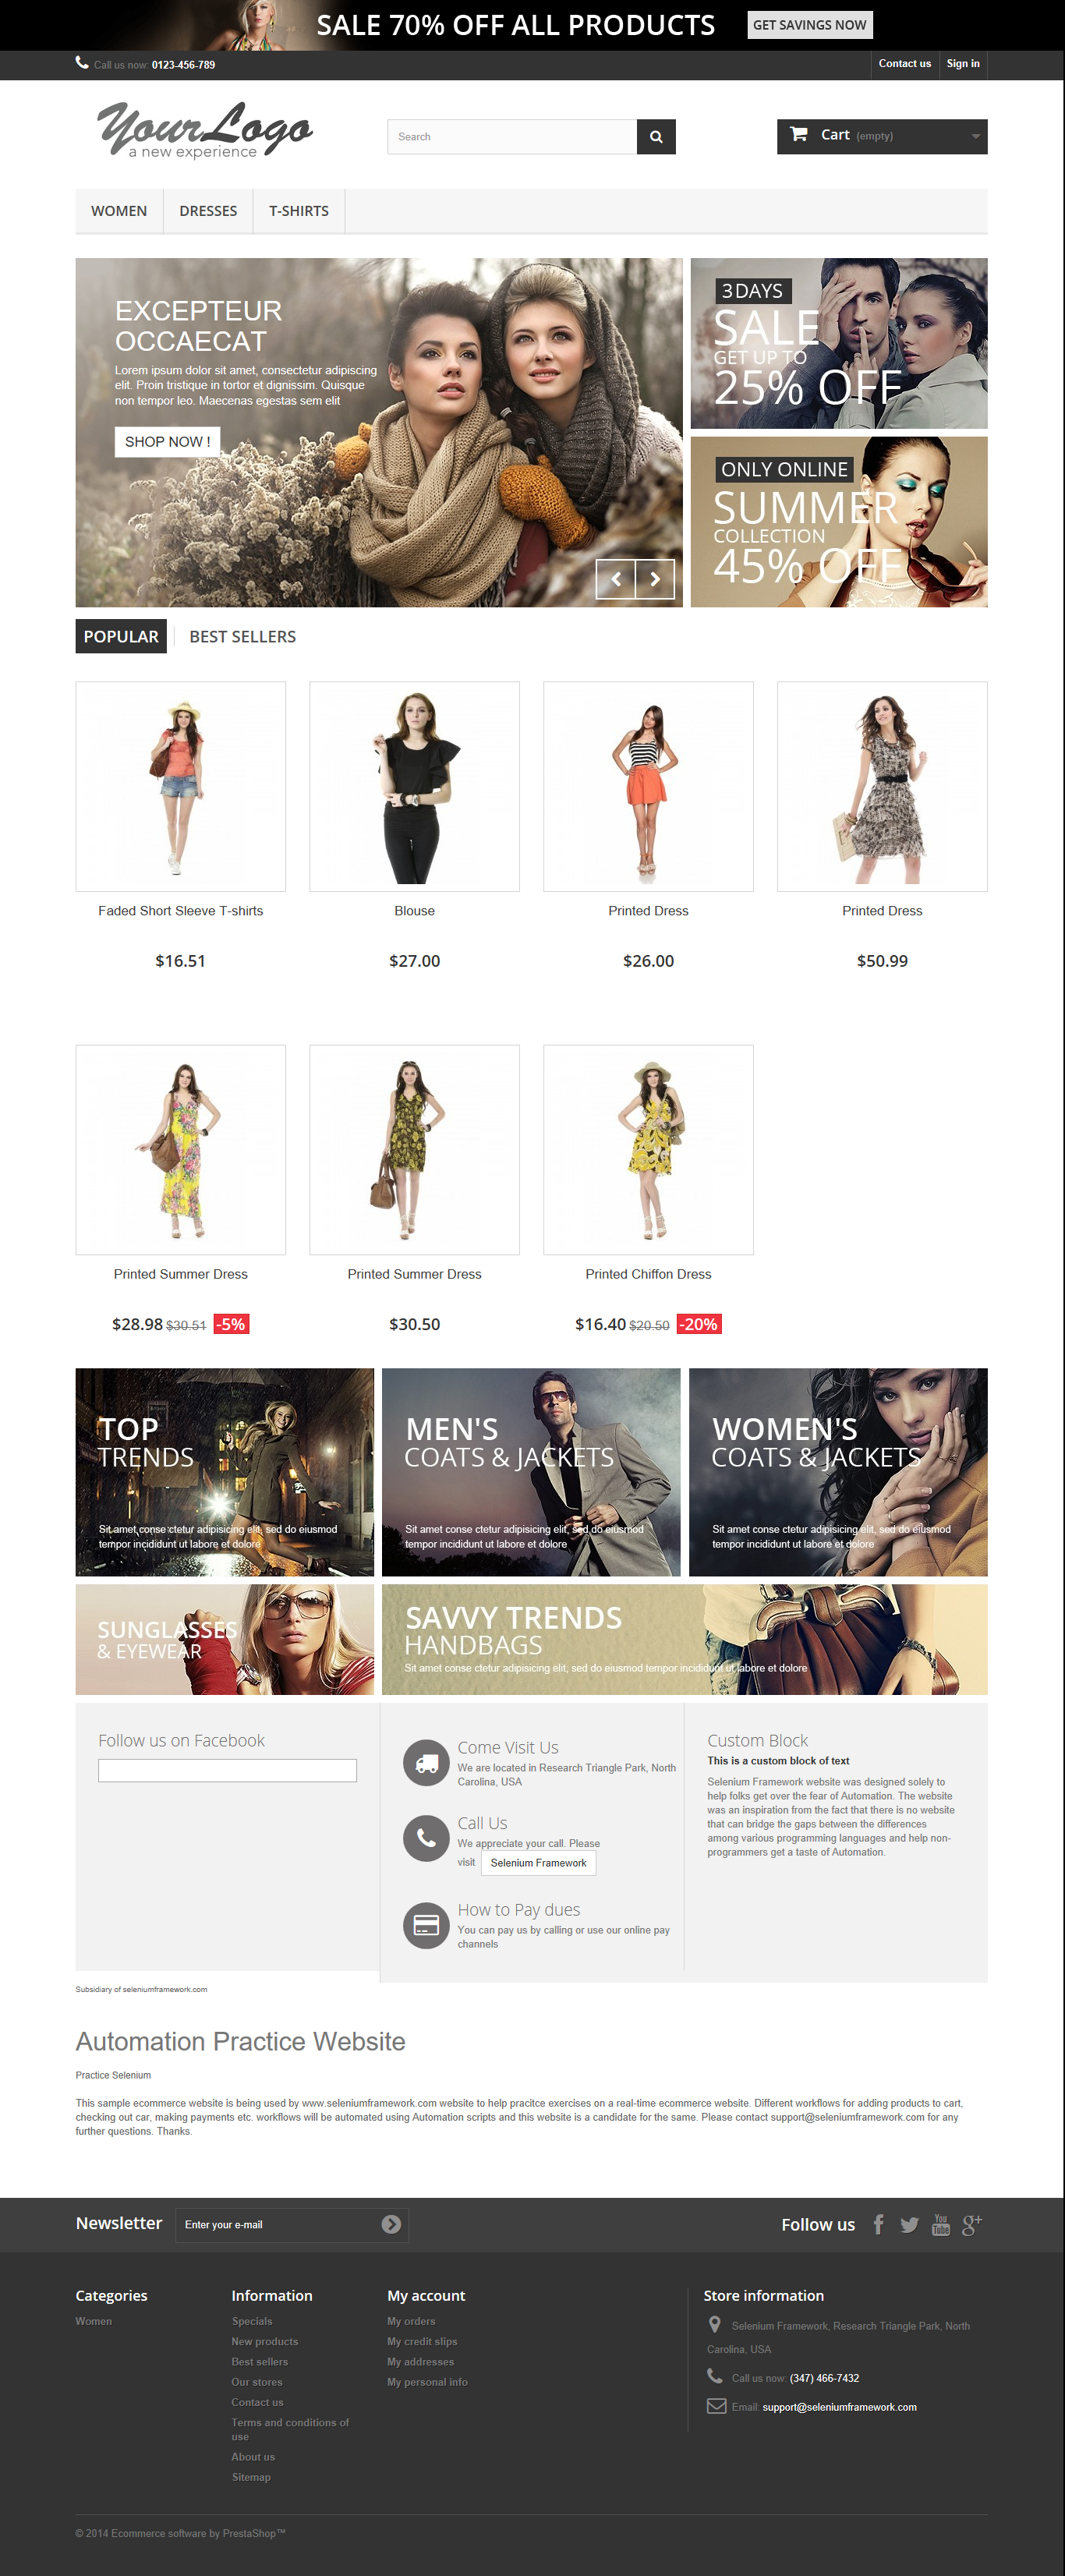 SALE 70% OFF ALL PRODUCTS
GET SAVINGS NOW
Call us now: 0123-456-789
Contact us
Sign in
YourLogo
a new experience
Search
Cart (empty)
WOMEN
DRESSES
T-SHIRTS
EXCEPTEUR
OCCAECAT
Lorem ipsum dolor sit amet, consectetur adipiscing
elit. Proin tristique in tortor et dignissim. Quisque
non tempor leo. Maecenas egestas sem elit
SHOP NOW !
3DAYS
SALE
GET UP TO
25% OFF
ONLY ONLINE
SUMMER
COLLECTION
45% OFF
POPULAR
BEST SELLERS
Faded Short Sleeve T-shirts
Blouse
Printed Dress
Printed Dress
$16.51
$27.00
$26.00
$50.99
Printed Summer Dress
Printed Summer Dress
Printed Chiffon Dress
$28.98 $30.51 -5%
$30.50
$16.40 $20.50 -20%
TOP
TRENDS
Sit amet conse ctetur adipisicing elit, sed do eiusmod
tempor incididunt ut labore et dolore
MEN'S
COATS & JACKETS
Sit amet conse ctetur adipisicing elit, sed do eiusmod
tempor incididunt ut labore et dolore
WOMEN'S
COATS & JACKETS
Sit amet conse ctetur adipisicing elit, sed do eiusmod
tempor incididunt ut labore et dolore
SUNGLASSES
& EYEWEAR
SAVVY TRENDS
HANDBAGS
Sit amet conse ctetur adipisicing elit, sed do eiusmod tempor incididunt ut labore et dolore
Follow us on Facebook
Come Visit Us
We are located in Research Triangle Park, North
Carolina, USA
Call Us
We appreciate your call. Please
visit Selenium Framework
How to Pay dues
You can pay us by calling or use our online pay
channels
Custom Block
This is a custom block of text
Selenium Framework website was designed solely to
help folks get over the fear of Automation. The website
was an inspiration from the fact that there is no website
that can bridge the gaps between the differences
among various programming languages and help non-
programmers get a taste of Automation.
Subsidiary of seleniumframework.com
Automation Practice Website
Practice Selenium
This sample ecommerce website is being used by www.seleniumframework.com website to help pracitce exercises on a real-time ecommerce website. Different workflows for adding products to cart,
checking out car, making payments etc. workflows will be automated using Automation scripts and this website is a candidate for the same. Please contact support@seleniumframework.com for any
further questions. Thanks.
Newsletter
Enter your e-mail
Follow us
You
Tube
g+
Categories
Women
Information
Specials
New products
Best sellers
Our stores
Contact us
Terms and conditions of
use
About us
Sitemap
My account
My orders
My credit slips
My addresses
My personal info
Store information
Selenium Framework, Research Triangle Park, North
Carolina, USA
Call us now: (347) 466-7432
Email: support@seleniumframework.com
© 2014 Ecommerce software by PrestaShop™